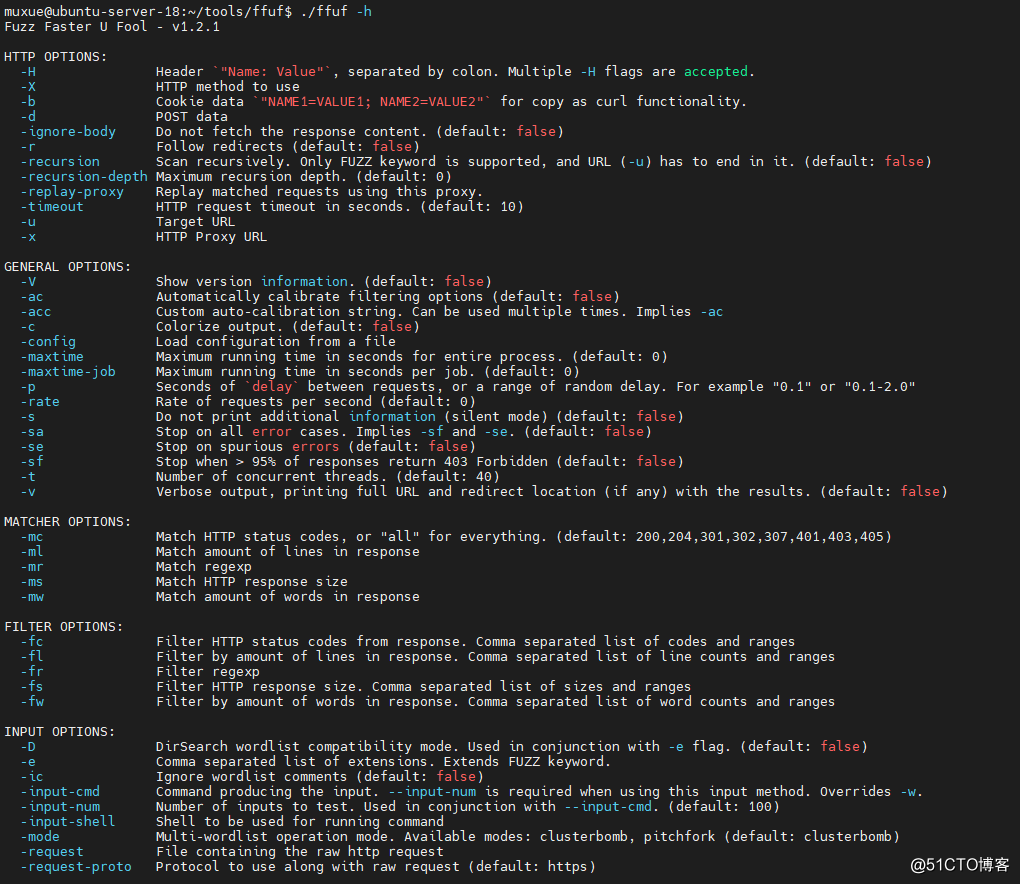 muxue@ubuntu-server-18:~/tools/ffuf$ ./ffuf -h
Fuzz Faster U Fool - v1.2.1

HTTP OPTIONS:
  -H               Header `"Name: Value"`, separated by colon. Multiple -H flags are accepted.
  -X               HTTP method to use
  -b               Cookie data `"NAME1=VALUE1; NAME2=VALUE2"` for copy as curl functionality.
  -d               POST data
  -ignore-body     Do not fetch the response content. (default: false)
  -r               Follow redirects (default: false)
  -recursion       Scan recursively. Only FUZZ keyword is supported, and URL (-u) has to end in it. (default: false)
  -recursion-depth Maximum recursion depth. (default: 0)
  -replay-proxy    Replay matched requests using this proxy.
  -timeout         HTTP request timeout in seconds. (default: 10)
  -u               Target URL
  -x               HTTP Proxy URL

GENERAL OPTIONS:
  -V               Show version information. (default: false)
  -ac              Automatically calibrate filtering options (default: false)
  -acc             Custom auto-calibration string. Can be used multiple times. Implies -ac
  -c               Colorize output. (default: false)
  -config          Load configuration from a file
  -maxtime         Maximum running time in seconds for entire process. (default: 0)
  -maxtime-job     Maximum running time in seconds per job. (default: 0)
  -p               Seconds of `delay` between requests, or a range of random delay. For example "0.1" or "0.1-2.0"
  -rate            Rate of requests per second (default: 0)
  -s               Do not print additional information (silent mode) (default: false)
  -sa              Stop on all error cases. Implies -sf and -se. (default: false)
  -se              Stop on spurious errors (default: false)
  -sf              Stop when > 95% of responses return 403 Forbidden (default: false)
  -t               Number of concurrent threads. (default: 40)
  -v               Verbose output, printing full URL and redirect location (if any) with the results. (default: false)

MATCHER OPTIONS:
  -mc              Match HTTP status codes, or "all" for everything. (default: 200,204,301,302,307,401,403,405)
  -ml              Match amount of lines in response
  -mr              Match regexp
  -ms              Match HTTP response size
  -mw              Match amount of words in response

FILTER OPTIONS:
  -fc              Filter HTTP status codes from response. Comma separated list of codes and ranges
  -fl              Filter by amount of lines in response. Comma separated list of line counts and ranges
  -fr              Filter regexp
  -fs              Filter HTTP response size. Comma separated list of sizes and ranges
  -fw              Filter by amount of words in response. Comma separated list of word counts and ranges

INPUT OPTIONS:
  -D               DirSearch wordlist compatibility mode. Used in conjunction with -e flag. (default: false)
  -e               Comma separated list of extensions. Extends FUZZ keyword.
  -ic              Ignore wordlist comments (default: false)
  -input-cmd       Command producing the input. --input-num is required when using this input method. Overrides -w.
  -input-num       Number of inputs to test. Used in conjunction with --input-cmd. (default: 100)
  -input-shell     Shell to be used for running command
  -mode            Multi-wordlist operation mode. Available modes: clusterbomb, pitchfork (default: clusterbomb)
  -request         File containing the raw http request
  -request-proto   Protocol to use along with raw request (default: https)
@51CTO博客